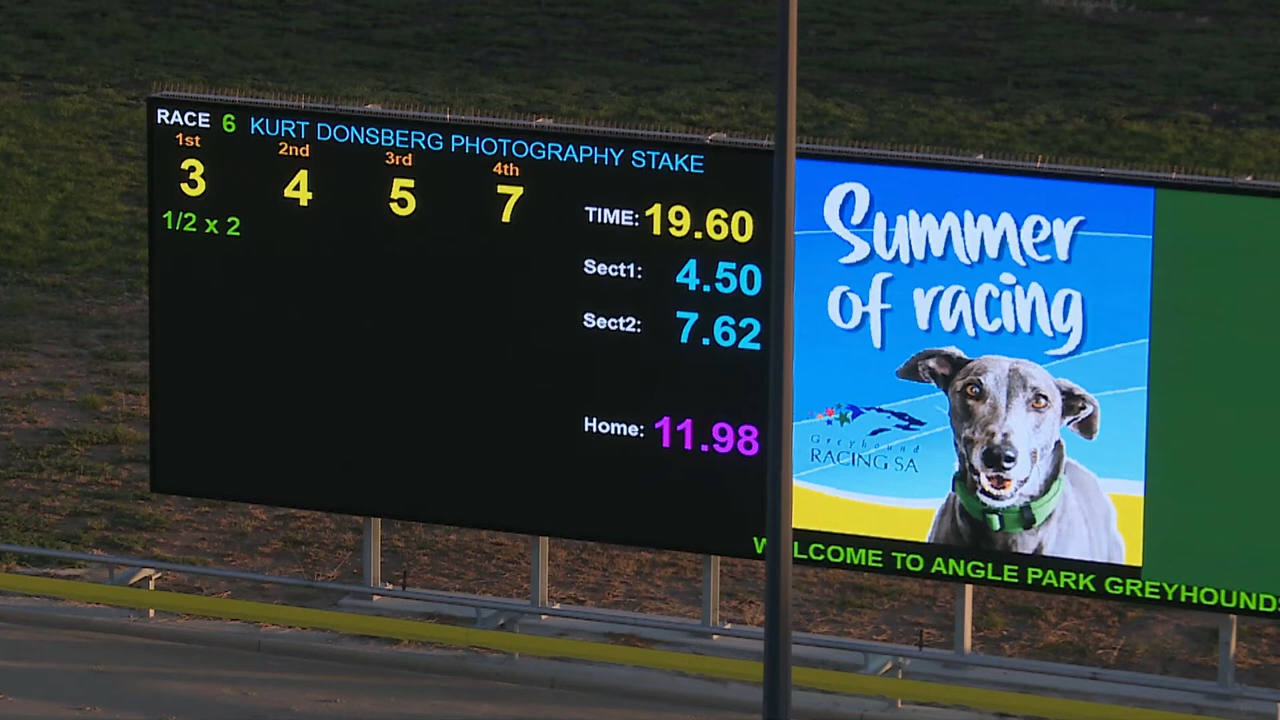 RACE 6 KURT DONSBERG PHOTOGRAPHY STAKE
1st 2nd 3rd 4th
3 4 5 7
1/2 x 2
TIME: 19.60
Sect1: 4.50
Sect2: 7.62
Home: 11.98
Summer
of racing
Greyhound
RACING SA
WELCOME TO ANGLE PARK GREYHOUNDS